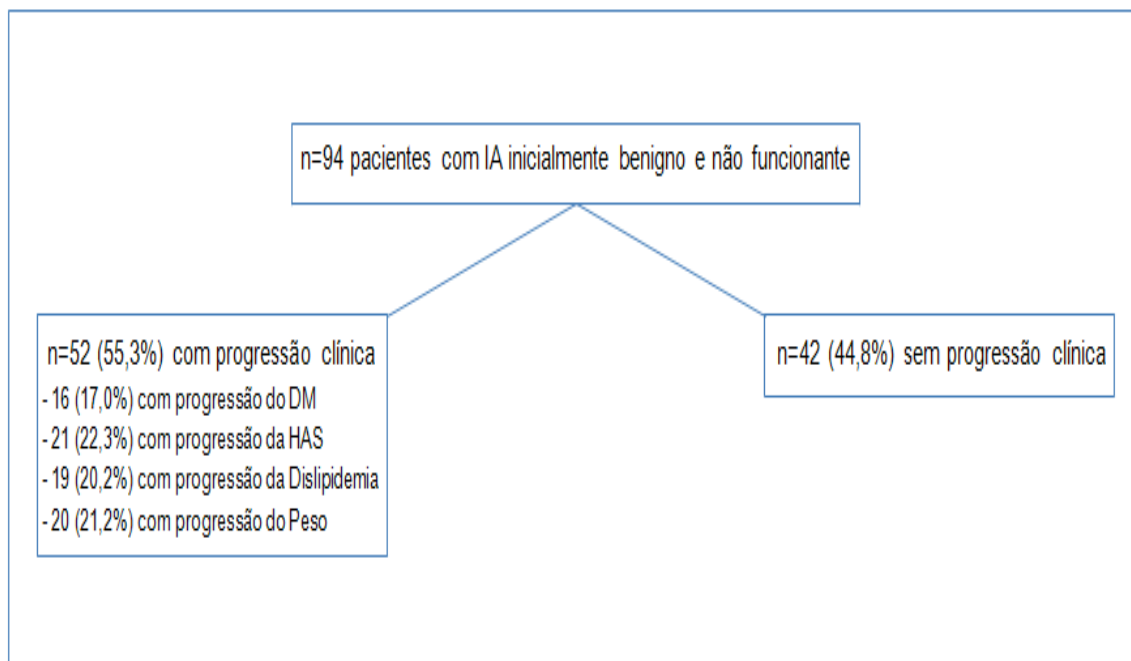 n=94 pacientes com IA inicialmente benigno e não funcionante
n=52 (55,3%) com progressão clínica
- 16 (17,0%) com progressão do DM
- 21 (22,3%) com progressão da HAS
- 19 (20,2%) com progressão da Dislipidemia
- 20 (21,2%) com progressão do Peso
n=42 (44,8%) sem progressão clínica